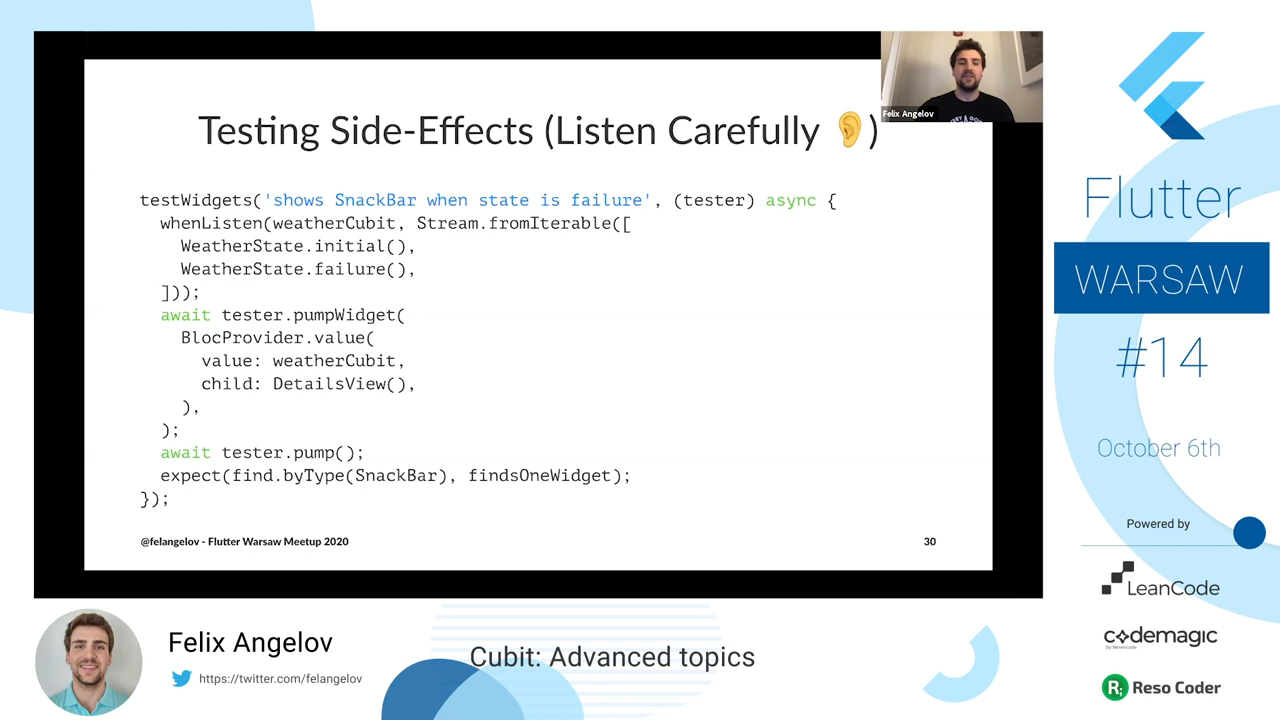 Testing Side-Effects (Listen Carefully 👂)
Felix Angelov
testWidgets('shows SnackBar when state is failure', (tester) async {
  whenListen(weatherCubit, Stream.fromIterable([
    WeatherState.initial(),
    WeatherState.failure(),
  ]));
  await tester.pumpWidget(
    BlocProvider.value(
      value: weatherCubit,
      child: DetailsView(),
    ),
  );
  await tester.pump();
  expect(find.byType(SnackBar), findsOneWidget);
});
@felangelov - Flutter Warsaw Meetup 2020
30
Flutter
WARSAW
#14
October 6th
Powered by
LeanCode
codemagic
by Nevercode
R;
Reso Coder
Felix Angelov
https://twitter.com/felangelov
Cubit: Advanced topics